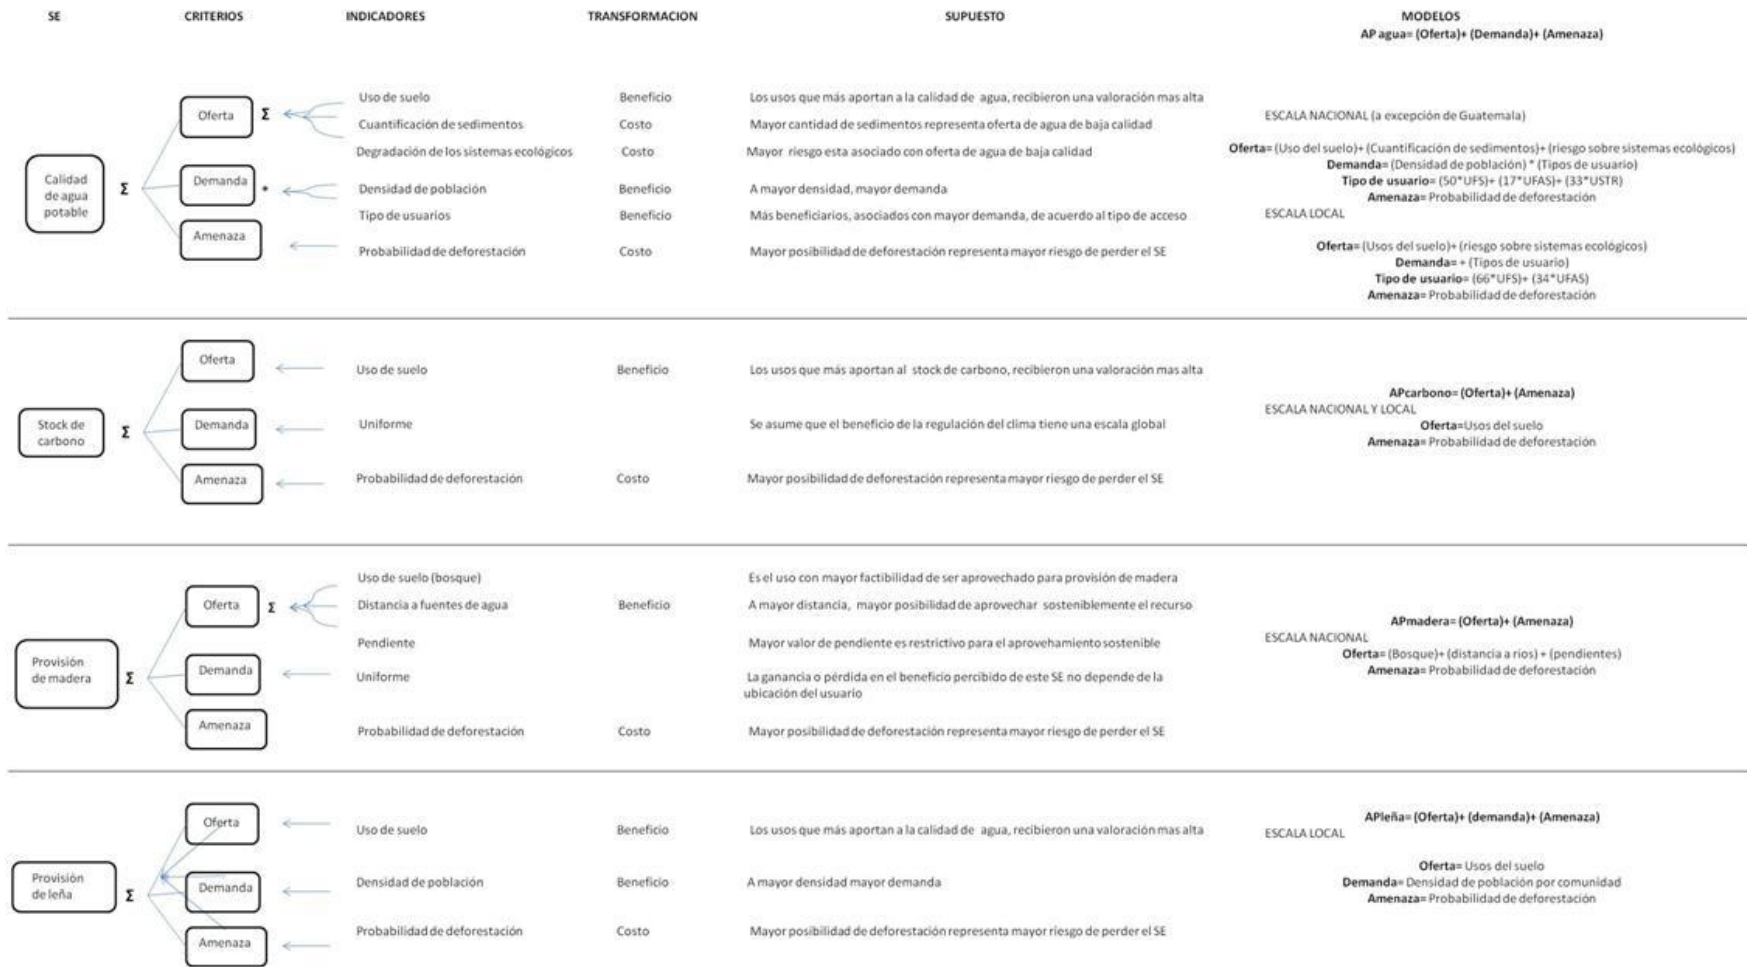 SE CRITERIOS INDICADORES TRANSFORMACION SUPUESTO MODELOS
AP agua= (Oferta)+ (Demanda)+ (Amenaza)
Calidad
de agua
potable
Σ
Oferta Σ
Demanda *
Amenaza
Uso de suelo Beneficio Los usos que más aportan a la calidad de agua, recibieron una valoración mas alta
Cuantificación de sedimentos Costo Mayor cantidad de sedimentos representa oferta de agua de baja calidad
Degradación de los sistemas ecológicos Costo Mayor riesgo esta asociado con oferta de agua de baja calidad
Densidad de población Beneficio A mayor densidad, mayor demanda
Tipo de usuarios Beneficio Más beneficiarios, asociados con mayor demanda, de acuerdo al tipo de acceso
Probabilidad de deforestación Costo Mayor posibilidad de deforestación representa mayor riesgo de perder el SE
ESCALA NACIONAL (a excepción de Guatemala)
Oferta= (Uso del suelo)+ (Cuantificación de sedimentos)+ (riesgo sobre sistemas ecológicos)
Demanda= (Densidad de población) * (Tipos de usuario)
Tipo de usuario= (50*UFS)+ (17*UFAS)+ (33*USTR)
Amenaza= Probabilidad de deforestación
ESCALA LOCAL
Oferta= (Usos del suelo)+ (riesgo sobre sistemas ecológicos)
Demanda= + (Tipos de usuario)
Tipo de usuario= (66*UFS)+ (34*UFAS)
Amenaza= Probabilidad de deforestación
Stock de
carbono
Σ
Oferta
Demanda
Amenaza
Uso de suelo Beneficio Los usos que más aportan al stock de carbono, recibieron una valoración mas alta
Uniforme Se asume que el beneficio de la regulación del clima tiene una escala global
Probabilidad de deforestación Costo Mayor posibilidad de deforestación representa mayor riesgo de perder el SE
APcarbono= (Oferta)+ (Amenaza)
ESCALA NACIONAL Y LOCAL
Oferta=Usos del suelo
Amenaza= Probabilidad de deforestación
Provisión
de madera
Σ
Oferta Σ
Demanda
Amenaza
Uso de suelo (bosque) Es el uso con mayor factibilidad de ser aprovechado para provisión de madera
Distancia a fuentes de agua Beneficio A mayor distancia, mayor posibilidad de aprovechar sosteniblemente el recurso
Pendiente Mayor valor de pendiente es restrictivo para el aprovehamiento sostenible
Uniforme La ganancia o pérdida en el beneficio percibido de este SE no depende de la
ubicación del usuario
Probabilidad de deforestación Costo Mayor posibilidad de deforestación representa mayor riesgo de perder el SE
APmadera= (Oferta)+ (Amenaza)
ESCALA NACIONAL
Oferta= (Bosque)+ (distancia a rios) + (pendientes)
Amenaza= Probabilidad de deforestación
Provisión
de leña
Σ
Oferta
Demanda
Amenaza
Uso de suelo Beneficio Los usos que más aportan a la calidad de agua, recibieron una valoración mas alta
Densidad de población Beneficio A mayor densidad mayor demanda
Probabilidad de deforestación Costo Mayor posibilidad de deforestación representa mayor riesgo de perder el SE
APleña= (Oferta)+ (demanda)+ (Amenaza)
ESCALA LOCAL
Oferta= Usos del suelo
Demanda= Densidad de población por comunidad
Amenaza= Probabilidad de deforestación